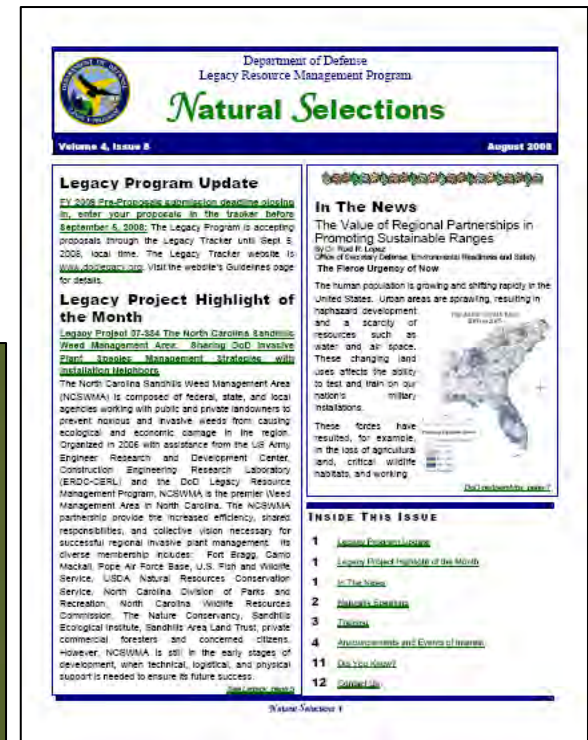 Department of Defense
Legacy Resource Management Program
Natural Selections
Volume 4, Issue 8
August 2008
Legacy Program Update
FY 2009 Pre-Proposals submission deadline closing
in, enter your proposals in the tracker before
September 5, 2008: The Legacy Program is accepting
proposals through the Legacy Tracker until Sept 5,
2008, local time. The Legacy Tracker website is
www.dodlegacy.org. Visit the website's Guidelines page
for details.
Legacy Project Highlight of
the Month
Legacy Project 07-334 The North Carolina Sandhills
Weed Management Area: Sharing DoD Invasive
Plant Species Management Strategies with
Installation Neighbors
The North Carolina Sandhills Weed Management Area
(NCSWMA) is composed of federal, state, and local
agencies working with public and private landowners to
prevent noxious and invasive weeds from causing
ecological and economic damage in the region.
Organized in 2006 with assistance from the US Army
Engineer Research and Development Center,
Construction Engineering Research Laboratory
(ERDC-CERL) and the DoD Legacy Resource
Management Program, NCSWMA is the premier Weed
Management Area in North Carolina. The NCSWMA
partnership provide the increased efficiency, shared
responsibilities, and collective vision necessary for
successful regional invasive plant management. Its
diverse membership includes: Fort Bragg, Camp
Mackall, Pope Air Force Base, U.S. Fish and Wildlife
Service, USDA Natural Resources Conservation
Service, North Carolina Division of Parks and
Recreation, North Carolina Wildlife Resources
Commission, The Nature Conservancy, Sandhills
Ecological Institute, Sandhills Area Land Trust, private
commercial foresters and concerned citizens.
However, NCSWMA is still in the early stages of
development, when technical, logistical, and physical
support is needed to ensure its future success.
See Legacy, page 5
In The News
The Value of Regional Partnerships in
Promoting Sustainable Ranges
By Dr. Roel R. Lopez
Office of Secretary Defense, Environmental Readiness and Safety
The Fierce Urgency of Now
The human population is growing and shifting rapidly in the
United States. Urban areas are sprawling, resulting in
haphazard development
and a scarcity of
resources such as
water and air space.
These changing land
uses affects the ability
to test and train on our
nation's military
installations.
These forces have
resulted, for example,
in the loss of agricultural
land, critical wildlife
habitats, and working
DoD partnerships, page 7
INSIDE THIS ISSUE
1 Legacy Program Update
1 Legacy Project Highlight of the Month
1 In The News
2 Naturally Speaking
3 Training
4 Announcements and Events of Interest
11 Did You Know?
12 Contact Us
Natural Selections 1